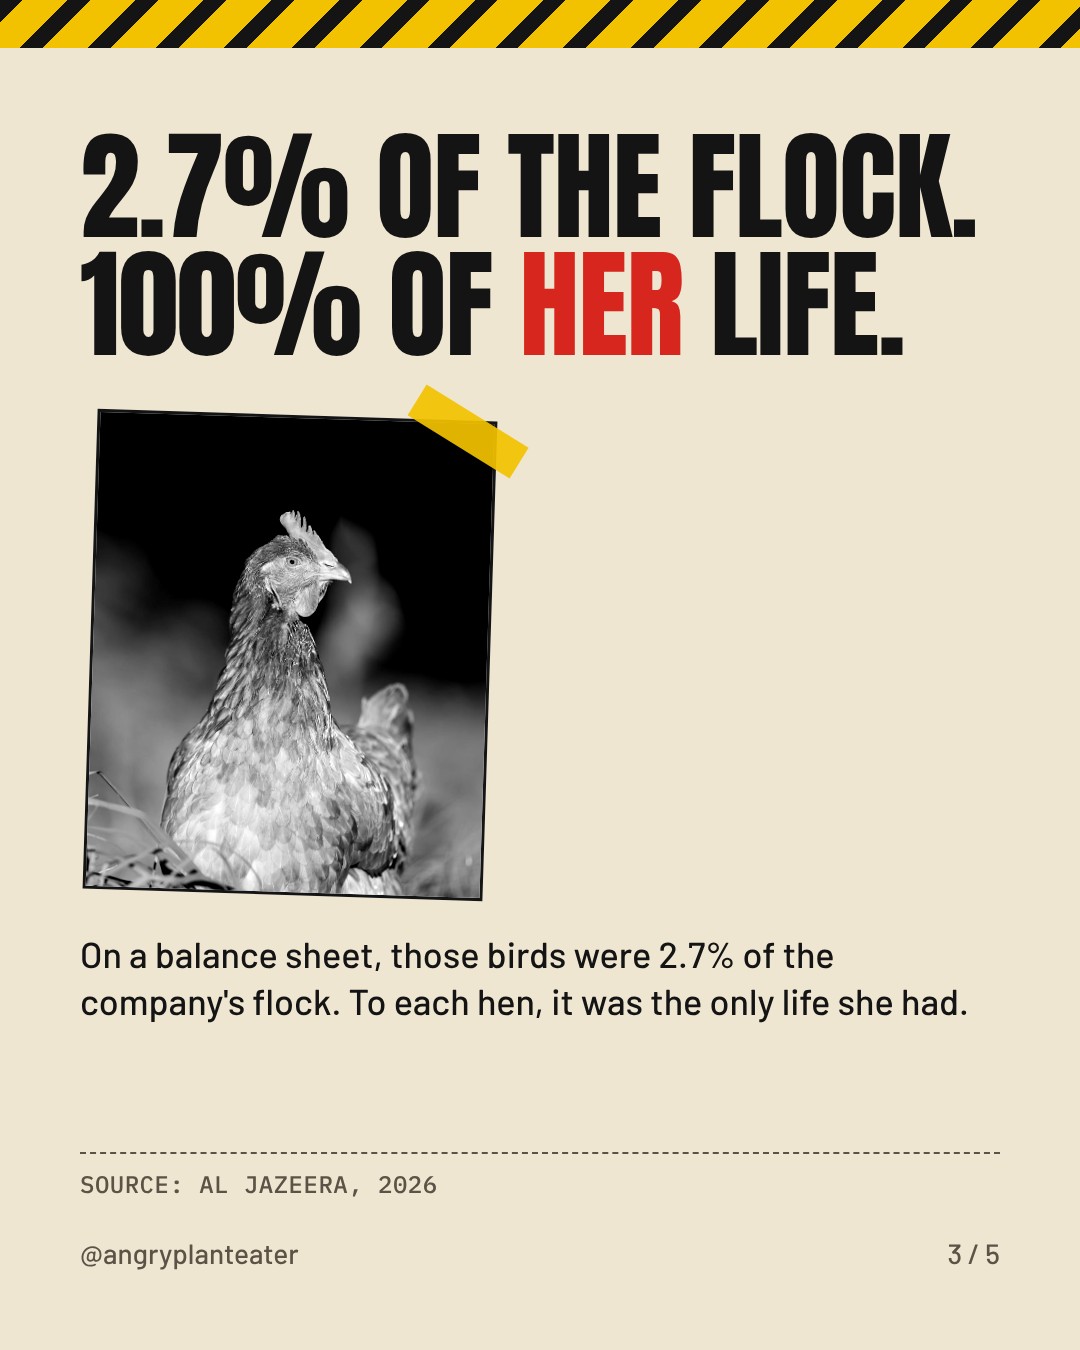 2.7% OF THE FLOCK.
100% OF HER LIFE.
On a balance sheet, those birds were 2.7% of the
company's flock. To each hen, it was the only life she had.
SOURCE: AL JAZEERA, 2026
@angryplanteater
3 / 5